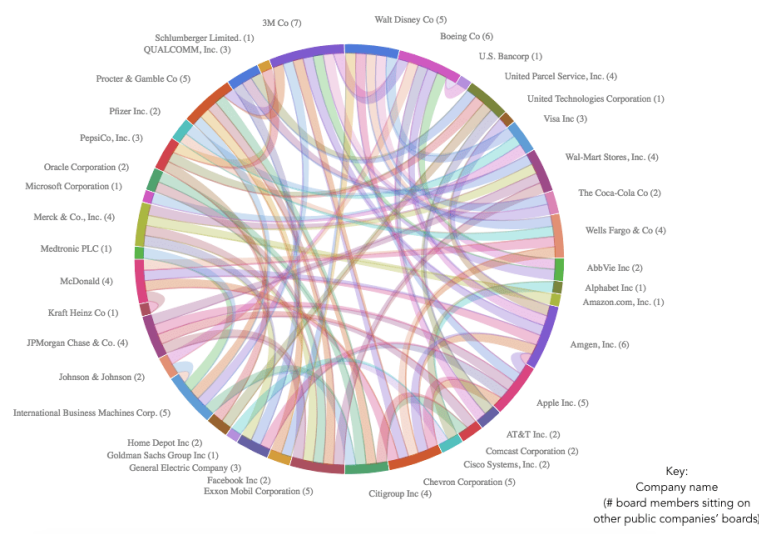 3M Co (7)
Walt Disney Co (5)
Boeing Co (6)
U.S. Bancorp (1)
United Parcel Service, Inc. (4)
United Technologies Corporation (1)
Visa Inc (3)
Wal-Mart Stores, Inc. (4)
The Coca-Cola Co (2)
Wells Fargo & Co (4)
AbbVie Inc (2)
Alphabet Inc (1)
Amazon.com, Inc. (1)
Amgen, Inc. (6)
Apple Inc. (5)
AT&T Inc. (2)
Comcast Corporation (2)
Cisco Systems, Inc. (2)
Chevron Corporation (5)
Citigroup Inc (4)
Exxon Mobil Corporation (5)
Facebook Inc (2)
General Electric Company (3)
Goldman Sachs Group Inc (1)
Home Depot Inc (2)
International Business Machines Corp. (5)
Johnson & Johnson (2)
JPMorgan Chase & Co. (4)
Kraft Heinz Co (1)
McDonald (4)
Medtronic PLC (1)
Merck & Co., Inc. (4)
Microsoft Corporation (1)
Oracle Corporation (2)
PepsiCo, Inc. (3)
Pfizer Inc. (2)
Procter & Gamble Co (5)
QUALCOMM, Inc. (3)
Schlumberger Limited. (1)
Key:
Company name
(# board members sitting on
other public companies' boards)